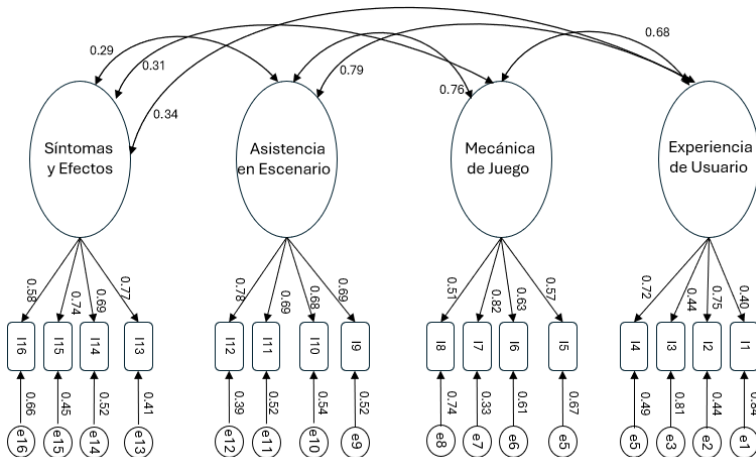 0.29
0.31
0.34
0.79
0.76
0.68
Síntomas
y Efectos
Asistencia
en Escenario
Mecánica
de Juego
Experiencia
de Usuario
0.58
0.74
0.69
0.77
0.78
0.69
0.68
0.69
0.51
0.82
0.63
0.57
0.72
0.44
0.75
0.40
I16
I15
I14
I13
I12
I11
I10
I9
I8
I7
I6
I5
I4
I3
I2
I1
0.66
0.45
0.52
0.41
0.39
0.52
0.54
0.52
0.74
0.33
0.61
0.67
0.49
0.81
0.44
0.84
e16
e15
e14
e13
e12
e11
e10
e9
e8
e7
e6
e5
e5
e3
e2
e1